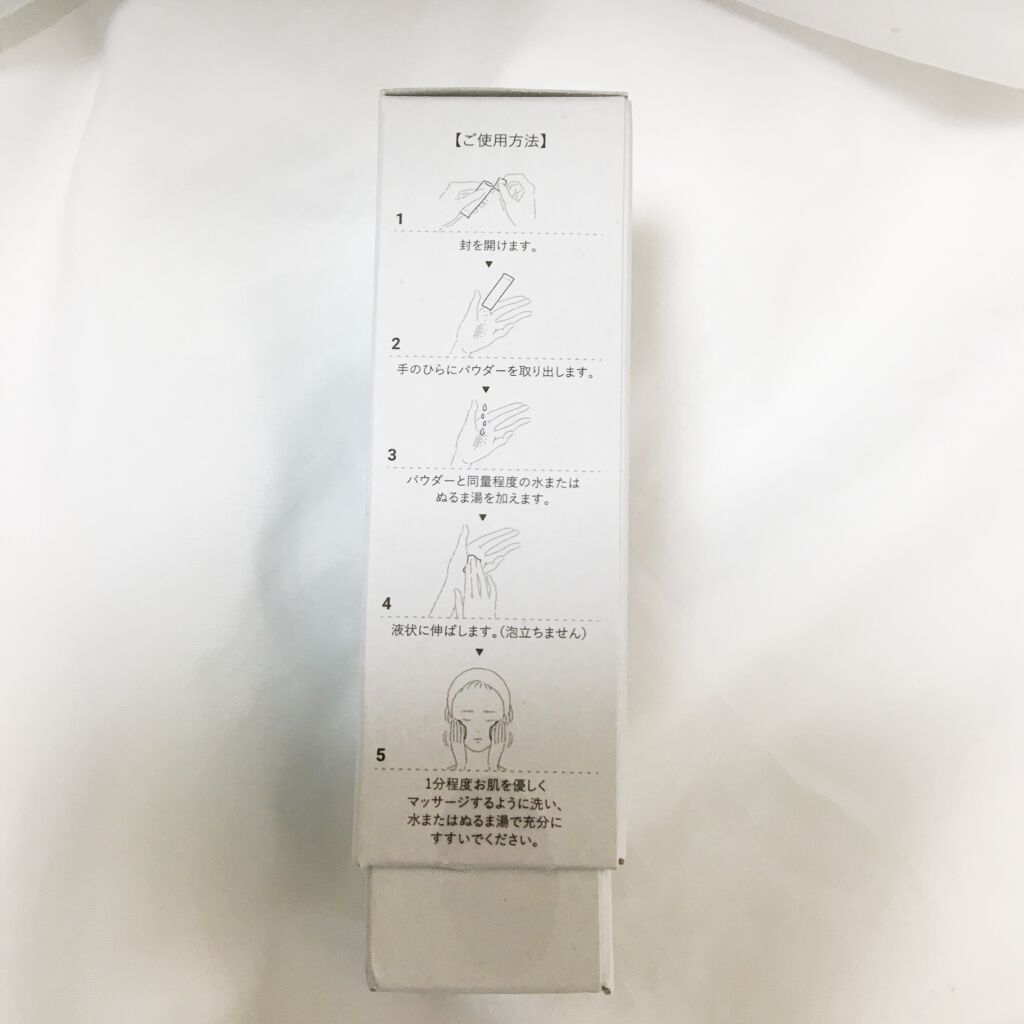 【ご使用方法】
1
封を開けます。
▼
2
手のひらにパウダーを取り出します。
▼
3
パウダーと同量程度の水または
ぬるま湯を加えます。
▼
4
液状に伸ばします。(泡立ちません)
▼
5
1分程度お肌を優しく
マッサージするように洗い、
水またはぬるま湯で充分に
すすいでください。